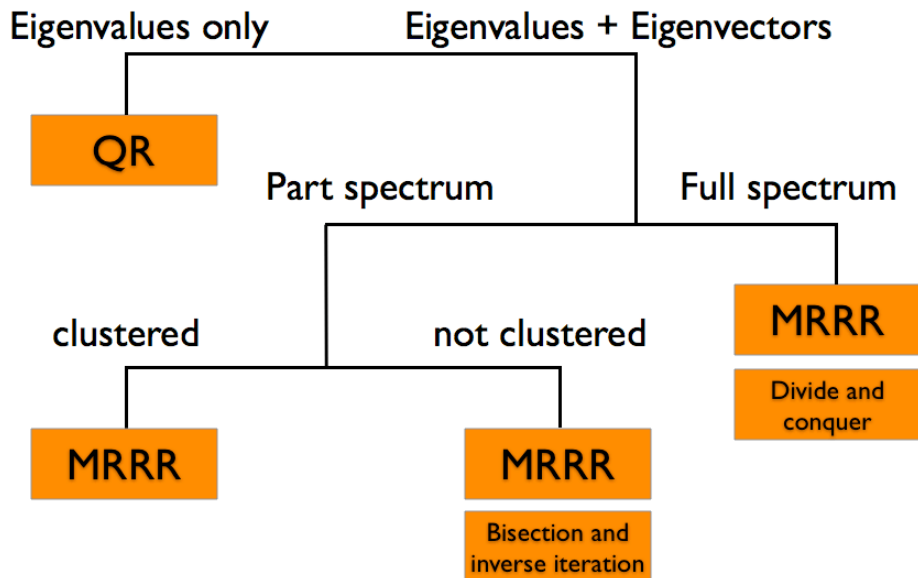 Eigenvalues only
Eigenvalues + Eigenvectors
QR
Part spectrum
Full spectrum
MRRR
Divide and
conquer
clustered
not clustered
MRRR
MRRR
Bisection and
inverse iteration